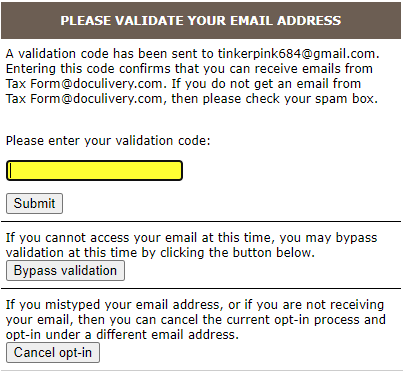 PLEASE VALIDATE YOUR EMAIL ADDRESS
A validation code has been sent to tinkerpink684@gmail.com.
Entering this code confirms that you can receive emails from
Tax Form@doculivery.com. If you do not get an email from
Tax Form@doculivery.com, then please check your spam box.
Please enter your validation code:
Submit
If you cannot access your email at this time, you may bypass
validation at this time by clicking the button below.
Bypass validation
If you mistyped your email address, or if you are not receiving
your email, then you can cancel the current opt-in process and
opt-in under a different email address.
Cancel opt-in